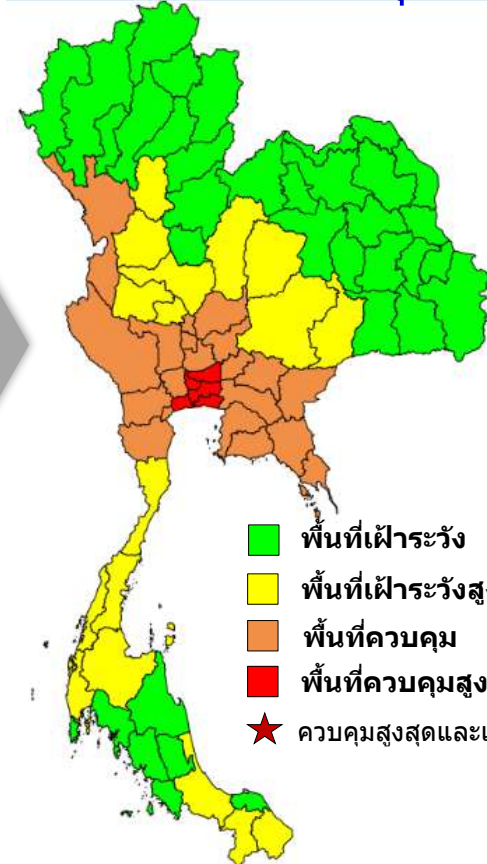 พื้นที่เฝ้าระวัง
พื้นที่เฝ้าระวังสูง
พื้นที่ควบคุม
พื้นที่ควบคุมสูง
ควบคุมสูงสุดและเ